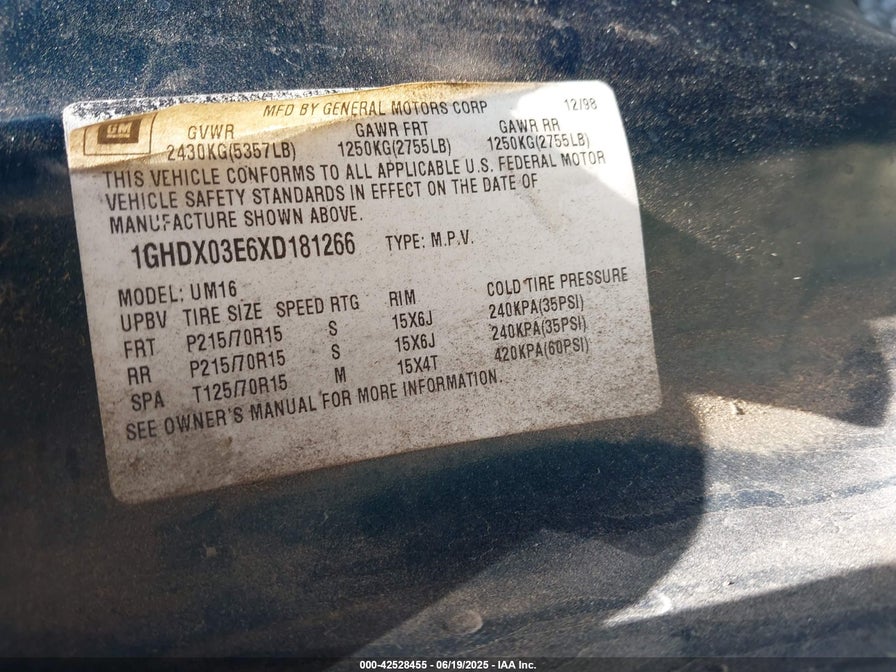 GM
MFD BY GENERAL MOTORS CORP 12/98
GVWR GAWR FRT GAWR RR
2430KG(5357LB) 1250KG(2755LB) 1250KG(2755LB)
THIS VEHICLE CONFORMS TO ALL APPLICABLE U.S. FEDERAL MOTOR
VEHICLE SAFETY STANDARDS IN EFFECT ON THE DATE OF
MANUFACTURE SHOWN ABOVE.
1GHDX03E6XD181266 TYPE: M.P.V.
MODEL: UM16
UPBV TIRE SIZE SPEED RTG RIM COLD TIRE PRESSURE
FRT P215/70R15 S 15X6J 240KPA(35PSI)
RR P215/70R15 S 15X6J 240KPA(35PSI)
SPA T125/70R15 M 15X4T 420KPA(60PSI)
SEE OWNER'S MANUAL FOR MORE INFORMATION.
000-42528455 - 06/19/2025 - IAA Inc.